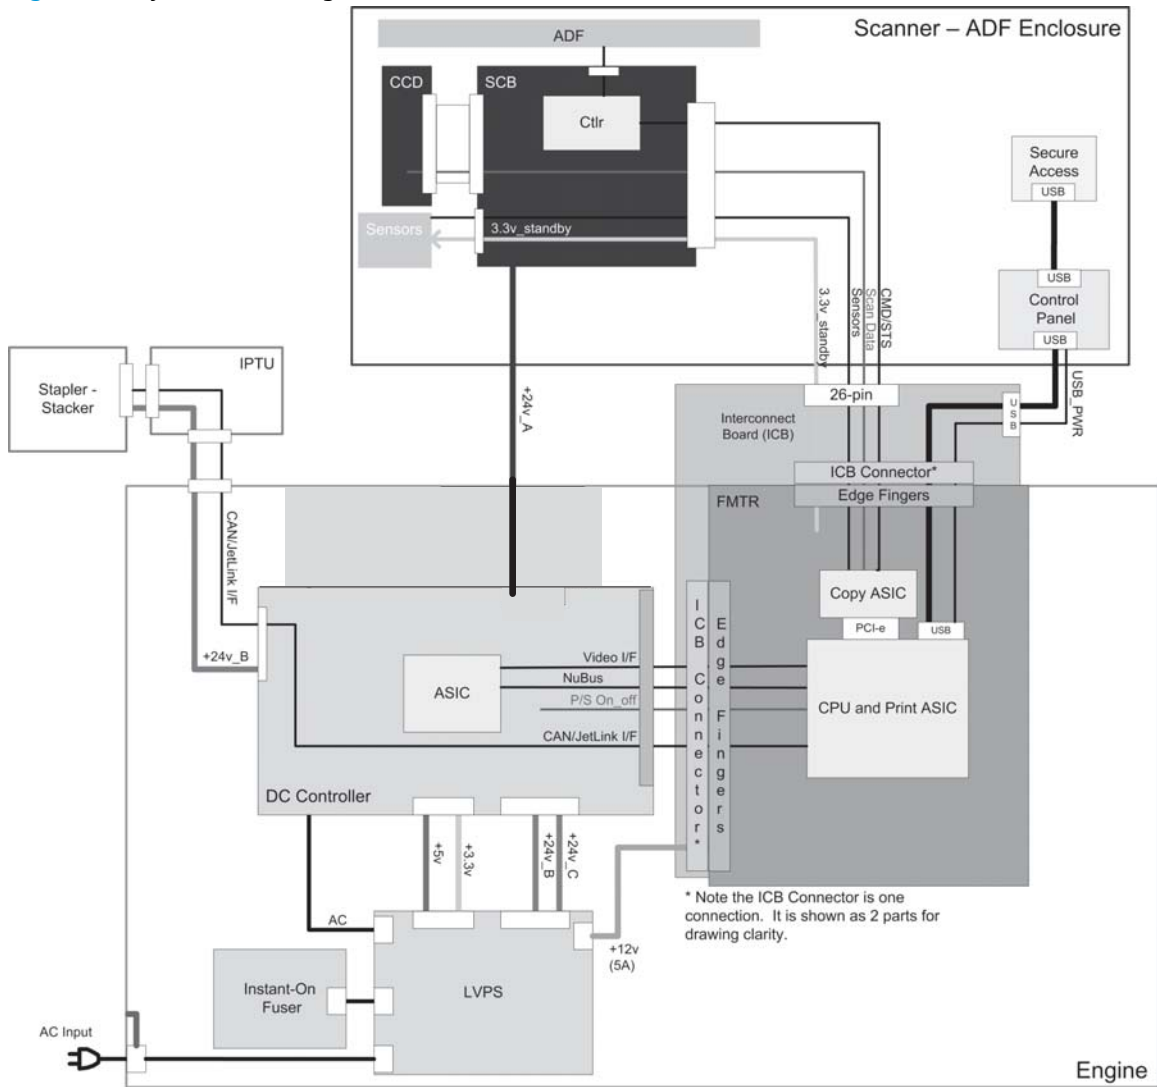 Scanner – ADF Enclosure
ADF
CCD
SCB
Ctlr
Secure
Access
USB
Sensors
3.3v_standby
USB
Control
Panel
USB
3.3v_standby
Sensors
Scan Data
CMD/STS
USB_PWR
IPTU
Stapler -
Stacker
+24v_A
26-pin
Interconnect
Board (ICB)
USB
ICB Connector*
Edge Fingers
FMTR
CAN/JetLink I/F
Copy ASIC
PCI-e
USB
ICB Connector*
Edge Fingers
+24v_B
Video I/F
NuBus
P/S On_off
CAN/JetLink I/F
ASIC
CPU and Print ASIC
DC Controller
+5v
+3.3v
+24v_B
+24v_C
* Note the ICB Connector is one
connection. It is shown as 2 parts for
drawing clarity.
AC
+12v
(5A)
Instant-On
Fuser
LVPS
AC Input
Engine